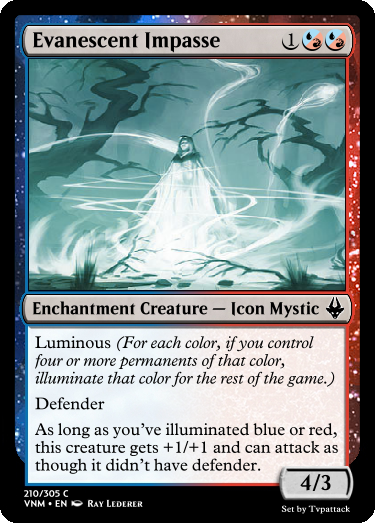 Evanescent Impasse 1
Enchantment Creature — Icon Mystic
Luminous (For each color, if you control
four or more permanents of that color,
illuminate that color for the rest of the game.)
Defender
As long as you've illuminated blue or red,
this creature gets +1/+1 and can attack as
though it didn't have defender.
4/3
210/305 C
VNM • EN Ray Lederer
Set by Tvpattack